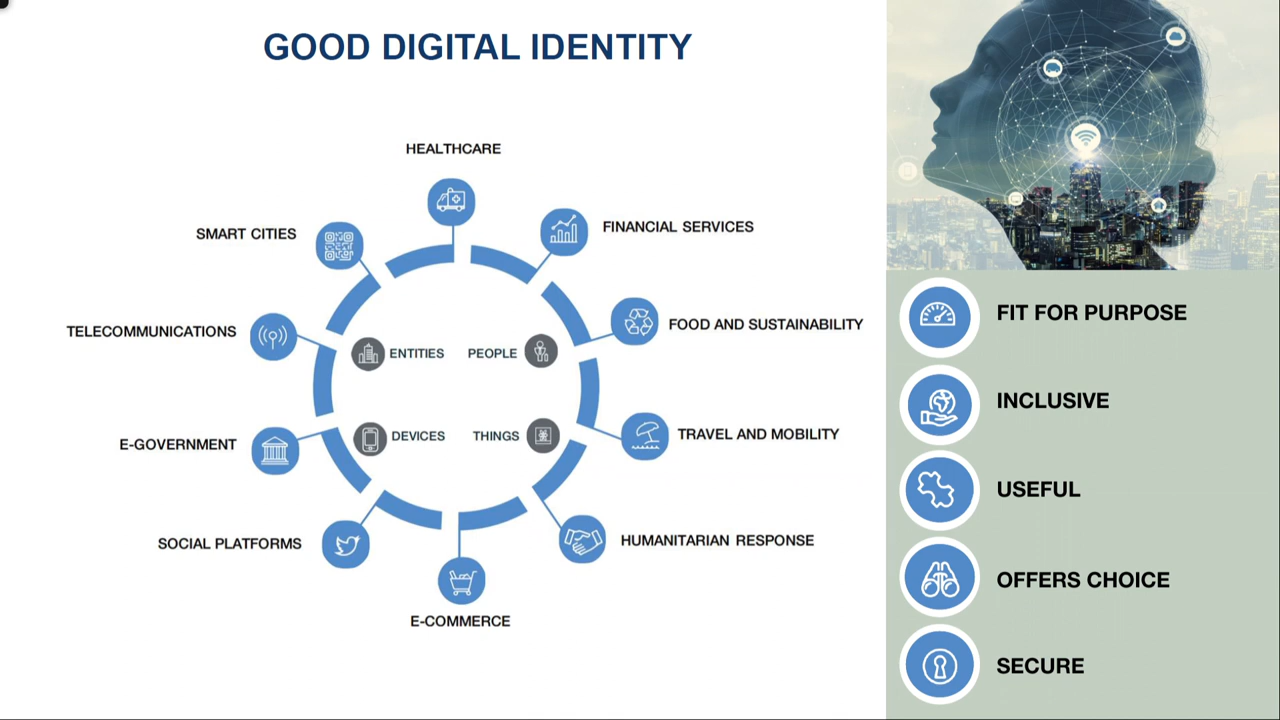 GOOD DIGITAL IDENTITY
HEALTHCARE
FINANCIAL SERVICES
SMART CITIES
FOOD AND SUSTAINABILITY
TELECOMMUNICATIONS
ENTITIES
PEOPLE
DEVICES
THINGS
TRAVEL AND MOBILITY
E-GOVERNMENT
HUMANITARIAN RESPONSE
SOCIAL PLATFORMS
E-COMMERCE
FIT FOR PURPOSE
INCLUSIVE
USEFUL
OFFERS CHOICE
SECURE